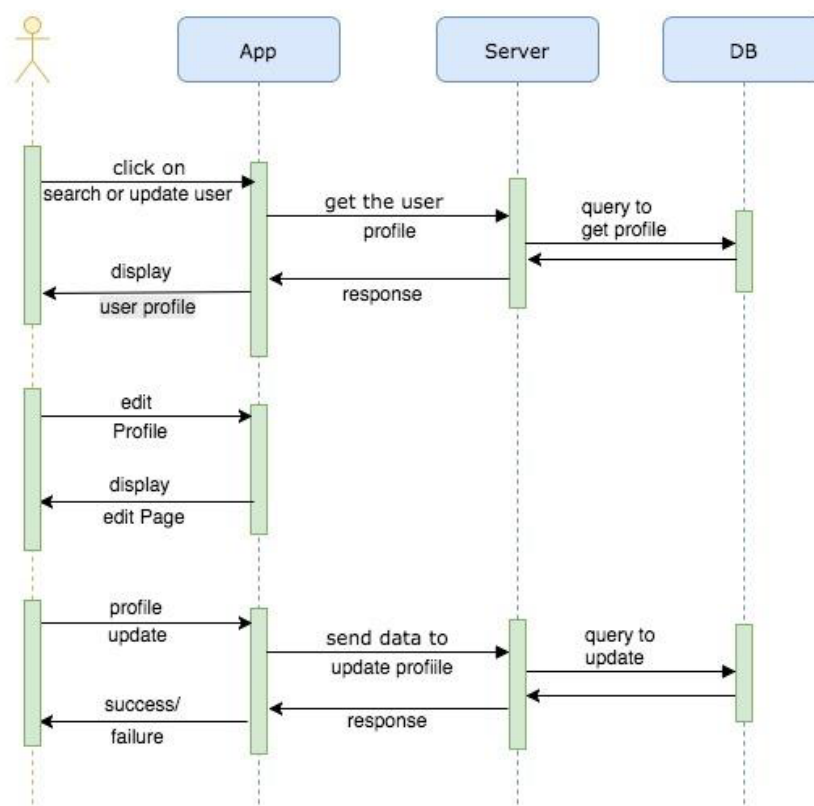 App
Server
DB
click on
search or update user
get the user
profile
query to
get profile
display
user profile
response
edit
Profile
display
edit Page
profile
update
send data to
update profiile
query to
update
success/
failure
response